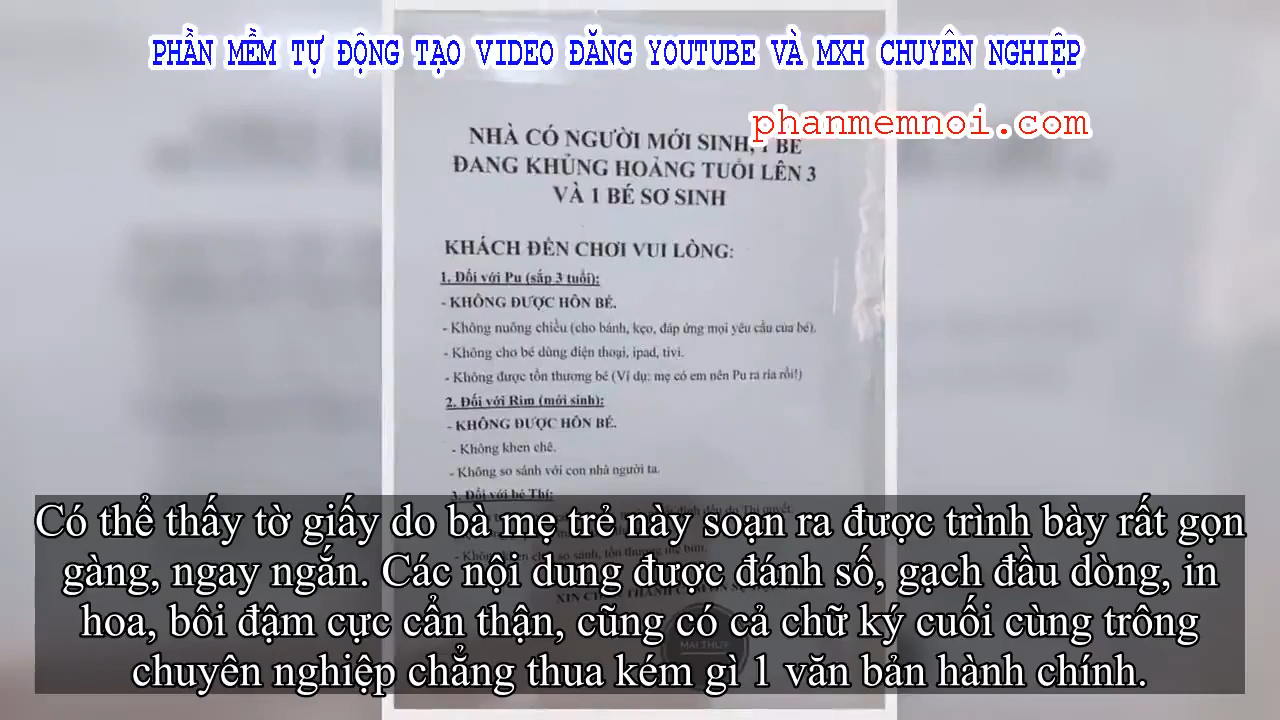 PHẦN MỀM TỰ ĐỘNG TẠO VIDEO ĐĂNG YOUTUBE VÀ MXH CHUYÊN NGHIỆP
phanmemnoi.com
NHÀ CÓ NGƯỜI MỚI SINH, 1 BÉ
ĐANG KHỦNG HOẢNG TUỔI LÊN 3
VÀ 1 BÉ SƠ SINH
KHÁCH ĐẾN CHƠI VUI LÒNG:
1. Đối với Pu (sắp 3 tuổi):
- KHÔNG ĐƯỢC HÔN BÉ.
- Không nuông chiều (cho bánh, kẹo, đáp ứng mọi yêu cầu của bé).
- Không cho bé dùng điện thoại, ipad, tivi.
- Không được tổn thương bé (Ví dụ: mẹ có em nên Pu ra rìa rồi!)
2. Đối với Rim (mới sinh):
- KHÔNG ĐƯỢC HÔN BÉ.
- Không khen chê.
- Không so sánh với con nhà người ta.
3. Đối với bé Thi:
Có thể thấy tờ giấy do bà mẹ trẻ này soạn ra được trình bày rất gọn
gàng, ngay ngắn. Các nội dung được đánh số, gạch đầu dòng, in
hoa, bôi đậm cực cẩn thận, cũng có cả chữ ký cuối cùng trông
chuyên nghiệp chẳng thua kém gì 1 văn bản hành chính.